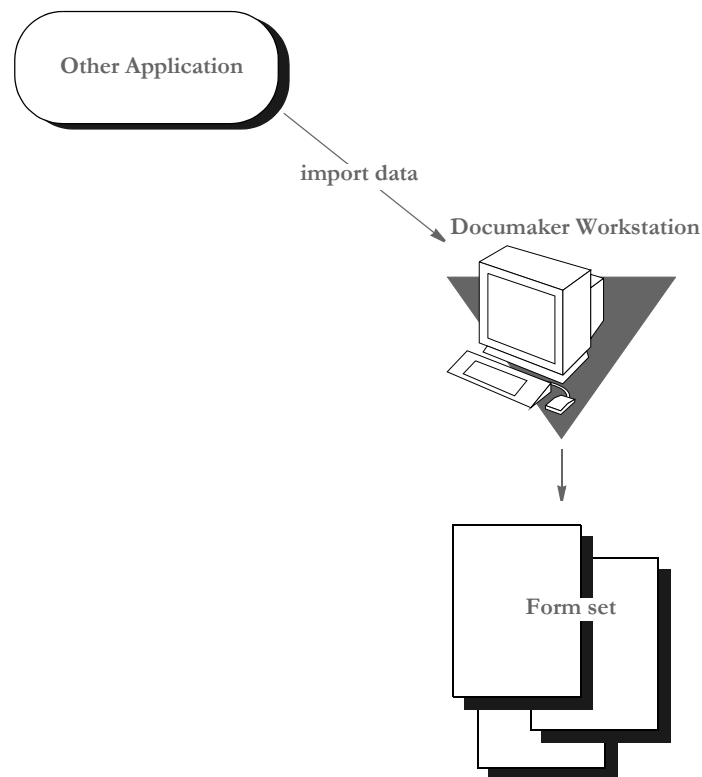 Other Application
import data
Documaker Workstation
Form set